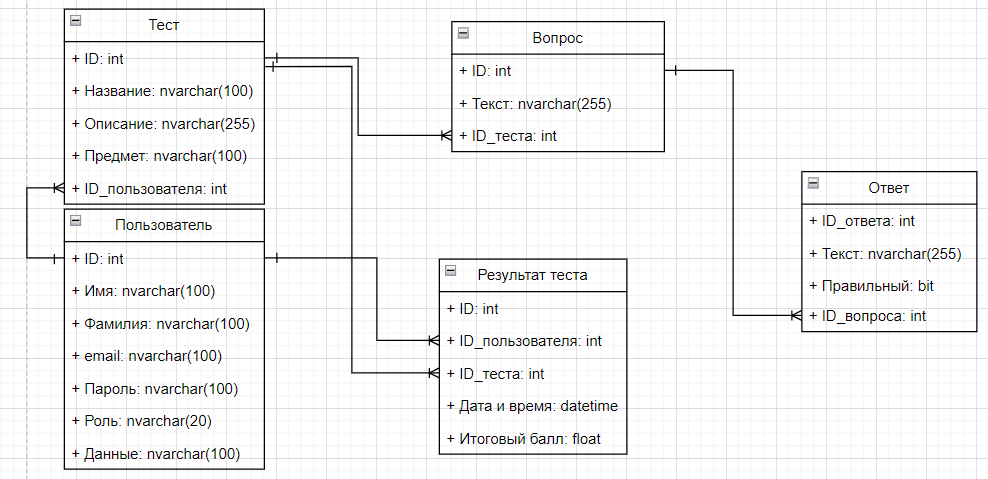 Тест
+ ID: int
+ Название: nvarchar(100)
+ Описание: nvarchar(255)
+ Предмет: nvarchar(100)
+ ID_пользователя: int
Пользователь
+ ID: int
+ Имя: nvarchar(100)
+ Фамилия: nvarchar(100)
+ email: nvarchar(100)
+ Пароль: nvarchar(100)
+ Роль: nvarchar(20)
+ Данные: nvarchar(100)
Вопрос
+ ID: int
+ Текст: nvarchar(255)
+ ID_теста: int
Результат теста
+ ID: int
+ ID_пользователя: int
+ ID_теста: int
+ Дата и время: datetime
+ Итоговый балл: float
Ответ
+ ID_ответа: int
+ Текст: nvarchar(255)
+ Правильный: bit
+ ID_вопроса: int